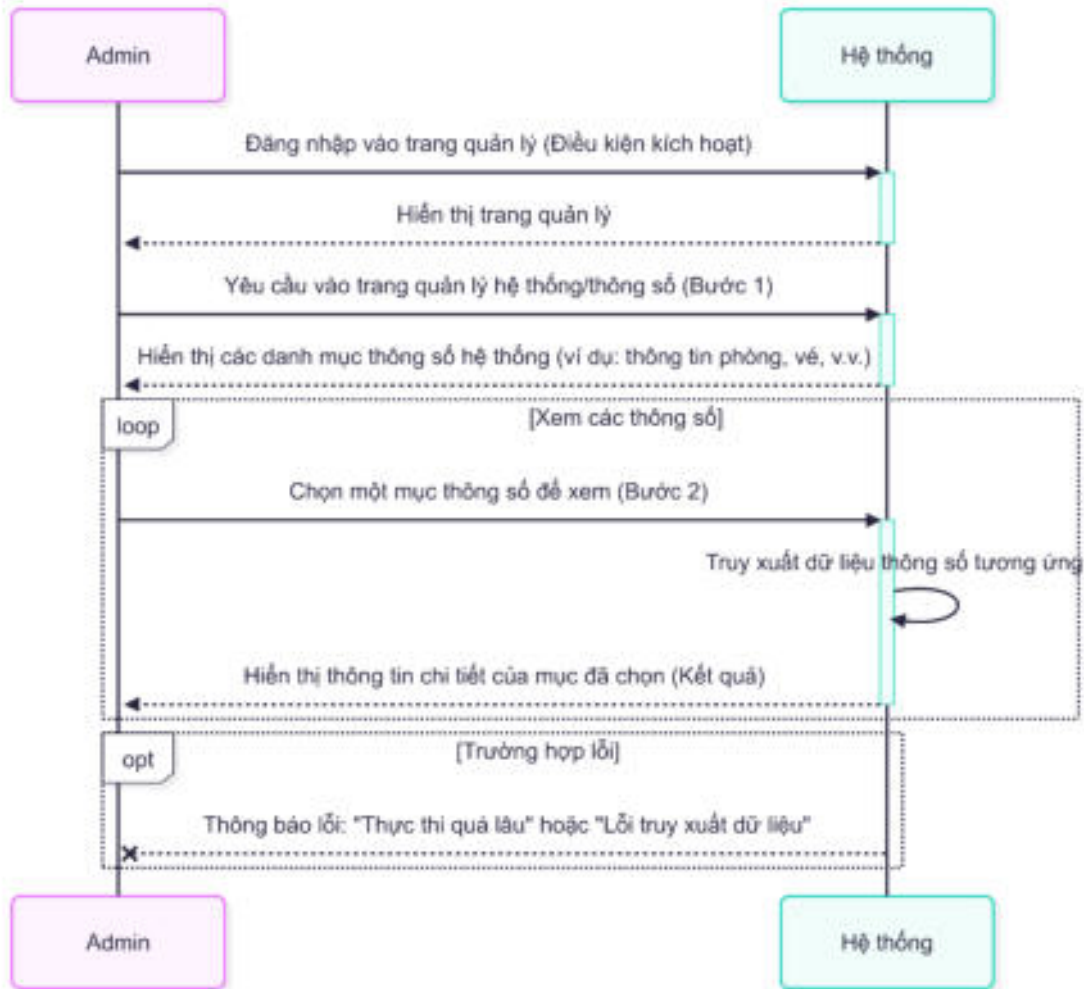 Admin
Hệ thống
Đăng nhập vào trang quản lý (Điều kiện kích hoạt)
Hiển thị trang quản lý
Yêu cầu vào trang quản lý hệ thống/thông số (Bước 1)
Hiển thị các danh mục thông số hệ thống (ví dụ: thông tin phòng, vé, v.v.)
loop
[Xem các thông số]
Chọn một mục thông số để xem (Bước 2)
Truy xuất dữ liệu thông số tương ứng
Hiển thị thông tin chi tiết của mục đã chọn (Kết quả)
opt
[Trường hợp lỗi]
Thông báo lỗi: "Thực thi quá lâu" hoặc "Lỗi truy xuất dữ liệu"
Admin
Hệ thống